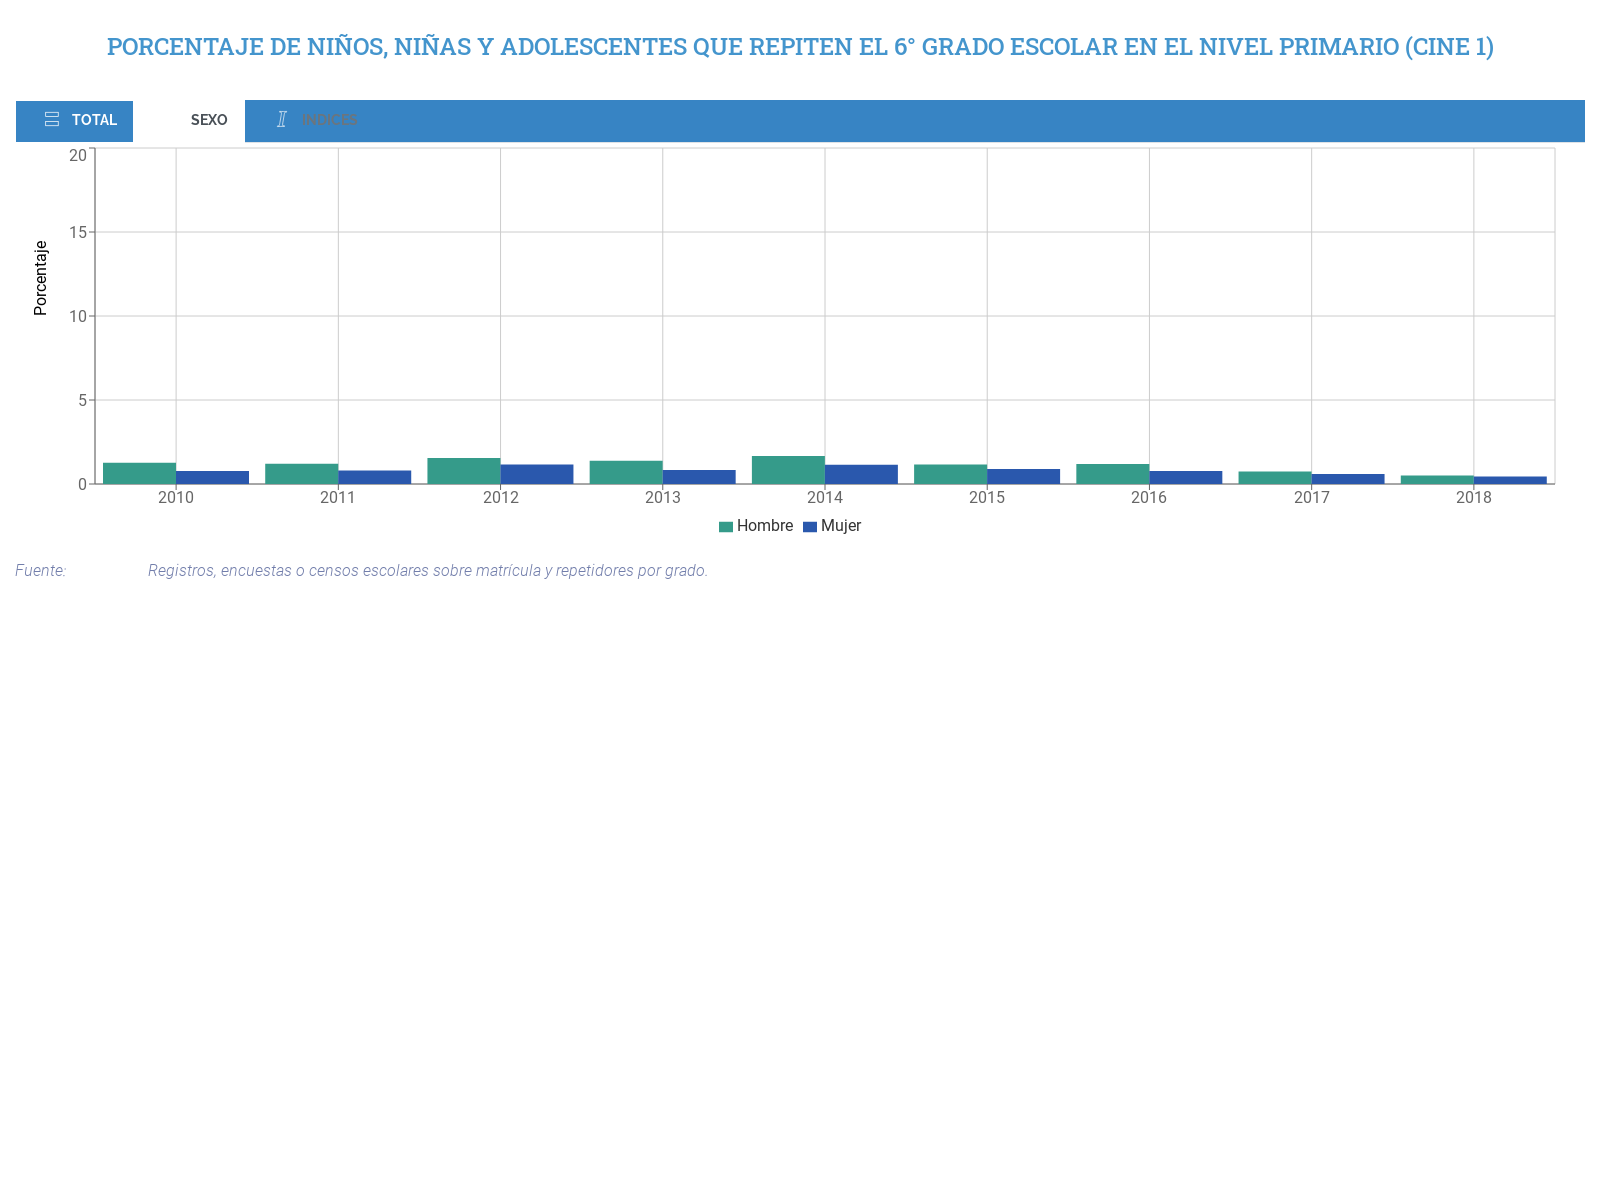 PORCENTAJE DE NIÑOS, NIÑAS Y ADOLESCENTES QUE REPITEN EL 6° GRADO ESCOLAR EN EL NIVEL PRIMARIO (CINE 1)
TOTAL SEXO INDICES
20
15
10
5
0
Porcentaje
2010 2011 2012 2013 2014 2015 2016 2017 2018
Hombre Mujer
Fuente: Registros, encuestas o censos escolares sobre matrícula y repetidores por grado.